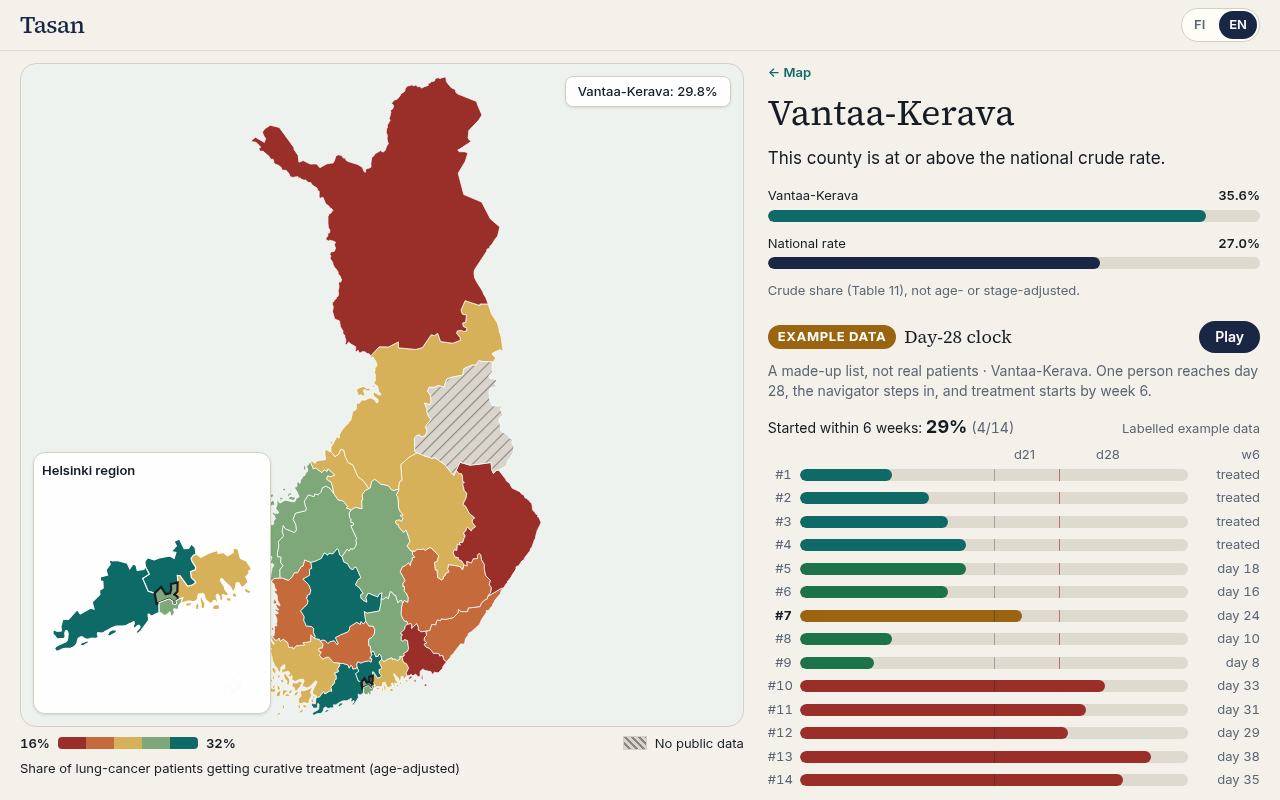 Tasan
FI
EN
Vantaa-Kerava: 29.8%
Helsinki region
16%
32%
No public data
Share of lung-cancer patients getting curative treatment (age-adjusted)
← Map
Vantaa-Kerava
This county is at or above the national crude rate.
Vantaa-Kerava 35.6%
National rate 27.0%
Crude share (Table 11), not age- or stage-adjusted.
EXAMPLE DATA Day-28 clock Play
A made-up list, not real patients · Vantaa-Kerava. One person reaches day
28, the navigator steps in, and treatment starts by week 6.
Started within 6 weeks: 29% (4/14) Labelled example data
d21 d28 w6
#1 treated
#2 treated
#3 treated
#4 treated
#5 day 18
#6 day 16
#7 day 24
#8 day 10
#9 day 8
#10 day 33
#11 day 31
#12 day 29
#13 day 38
#14 day 35